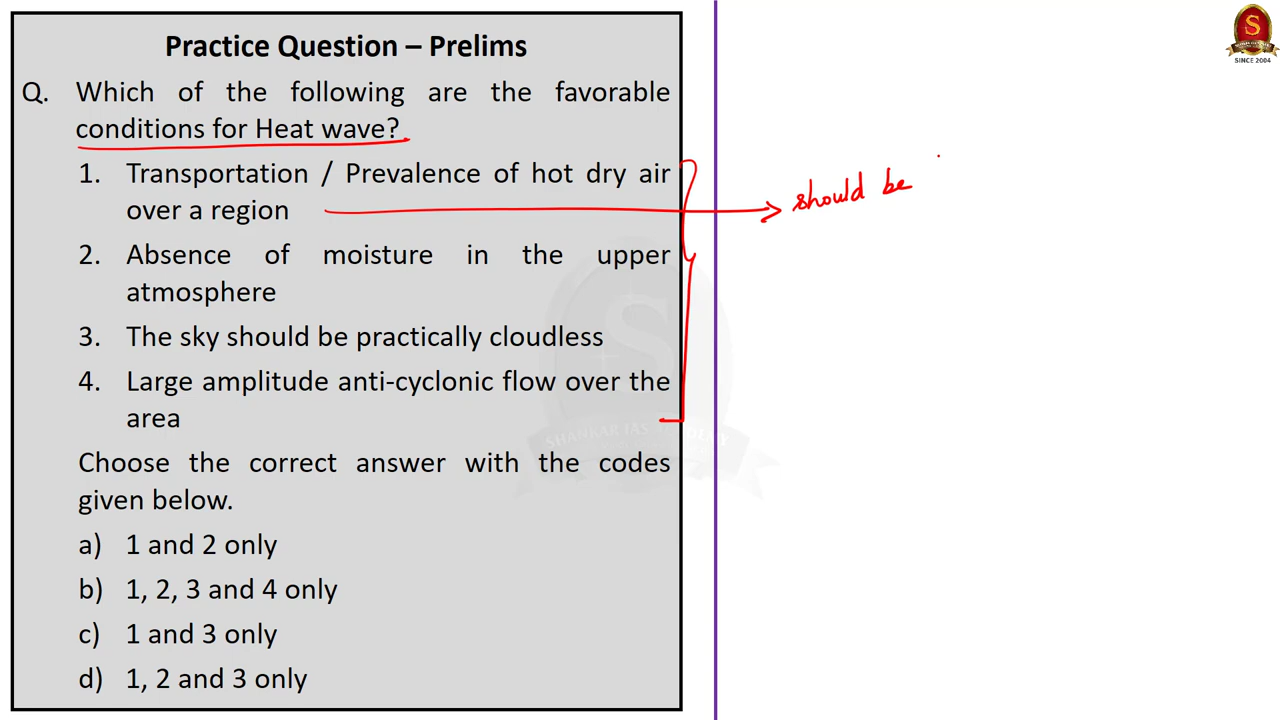 Practice Question – Prelims
Q. Which of the following are the favorable
conditions for Heat wave?
1. Transportation / Prevalence of hot dry air
over a region
should be
2. Absence of moisture in the upper
atmosphere
3. The sky should be practically cloudless
4. Large amplitude anti-cyclonic flow over the
area
Choose the correct answer with the codes
given below.
a) 1 and 2 only
b) 1, 2, 3 and 4 only
c) 1 and 3 only
d) 1, 2 and 3 only
S
SINCE 2004
S
SHANKAR IAS ACADEMY